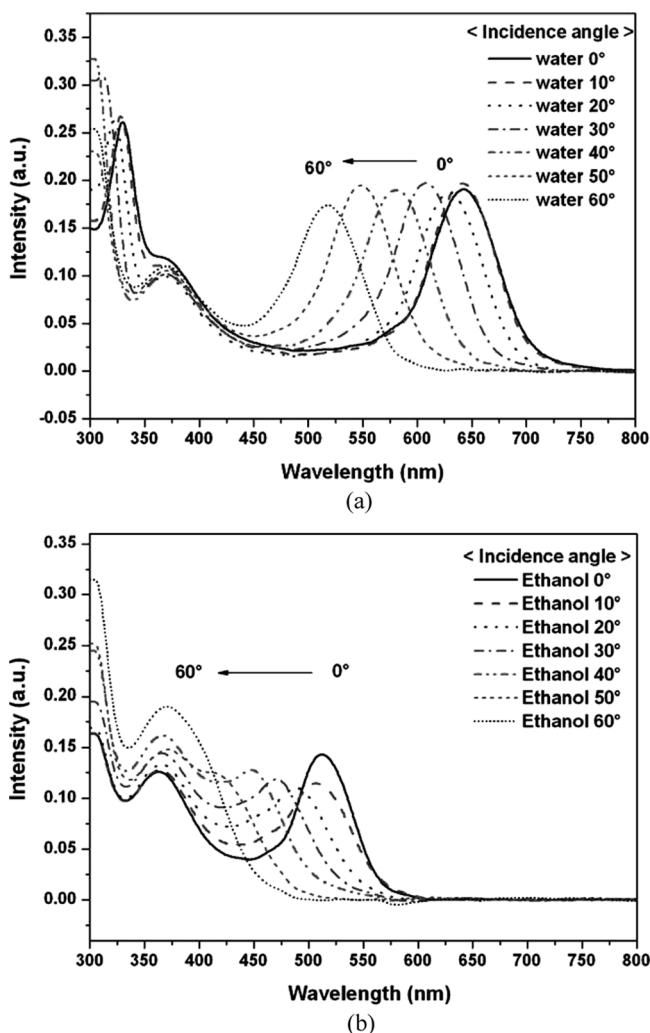 < Incidence angle >
water 0°
water 10°
water 20°
water 30°
water 40°
water 50°
water 60°
60°
0°
Intensity (a.u.)
0.35
0.30
0.25
0.20
0.15
0.10
0.05
0.00
-0.05
300 350 400 450 500 550 600 650 700 750 800
Wavelength (nm)
(a)
< Incidence angle >
Ethanol 0°
Ethanol 10°
Ethanol 20°
Ethanol 30°
Ethanol 40°
Ethanol 50°
Ethanol 60°
60°
0°
Intensity (a.u.)
0.35
0.30
0.25
0.20
0.15
0.10
0.05
0.00
300 350 400 450 500 550 600 650 700 750 800
Wavelength (nm)
(b)